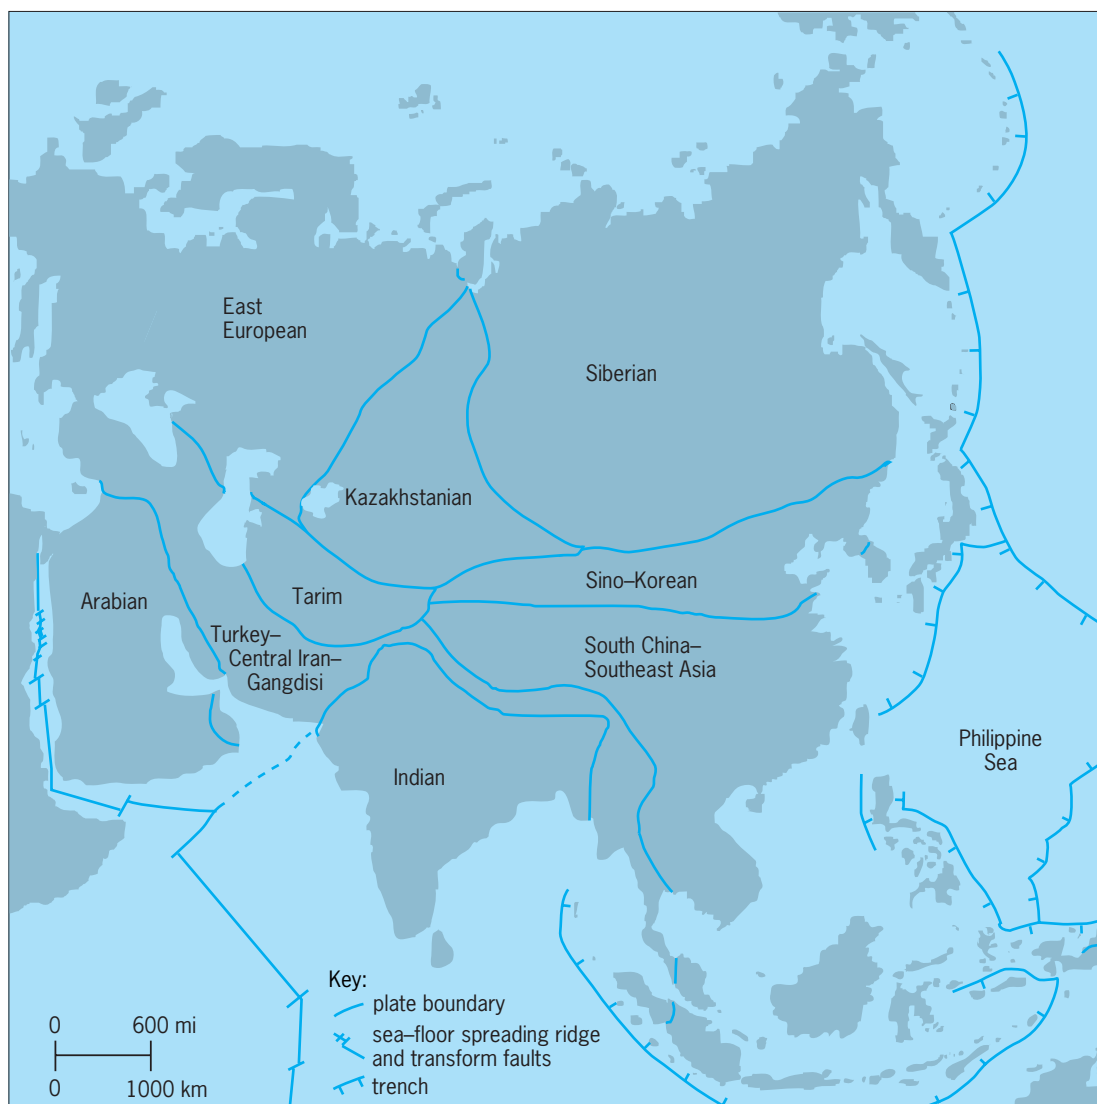 East
European
Siberian
Kazakhstanian
Sino–Korean
Tarim
Arabian
Turkey–
Central Iran–
Gangdisi
South China–
Southeast Asia
Philippine
Sea
Indian
Key:
plate boundary
sea–floor spreading ridge
and transform faults
trench
0 600 mi
0 1000 km